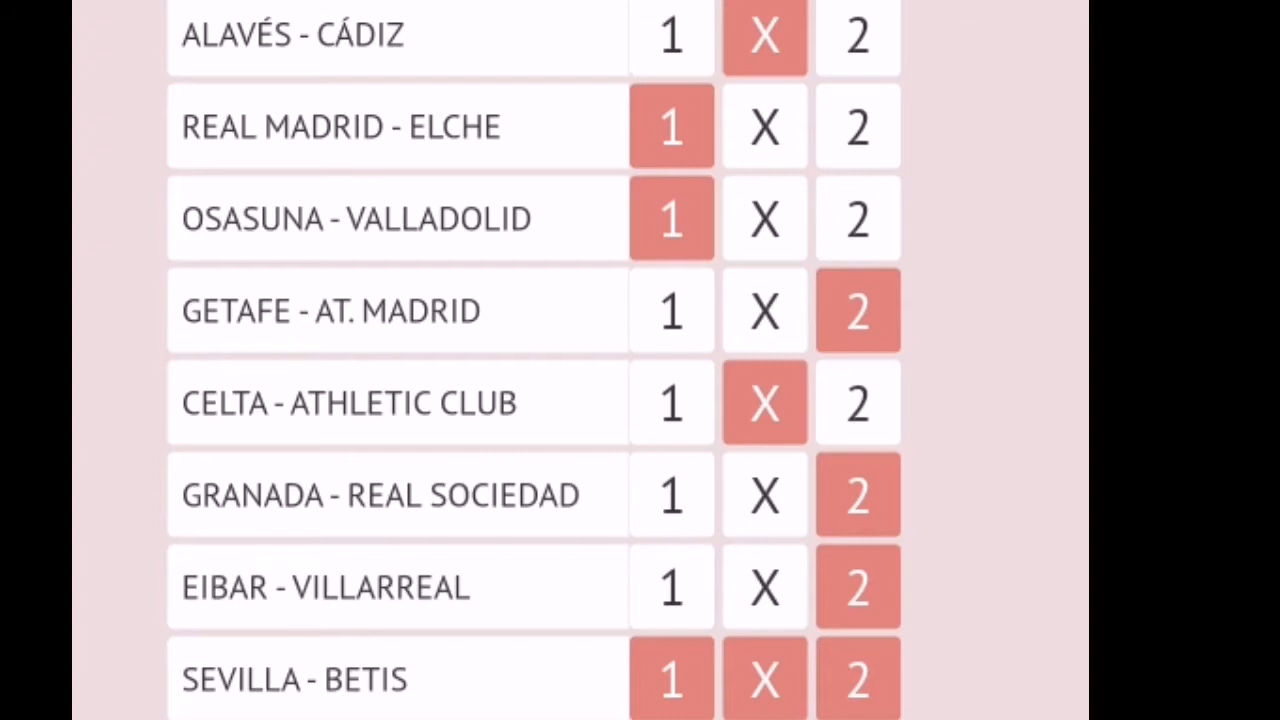 ALAVÉS - CÁDIZ 1 X 2
REAL MADRID - ELCHE 1 X 2
OSASUNA - VALLADOLID 1 X 2
GETAFE - AT. MADRID 1 X 2
CELTA - ATHLETIC CLUB 1 X 2
GRANADA - REAL SOCIEDAD 1 X 2
EIBAR - VILLARREAL 1 X 2
SEVILLA - BETIS 1 X 2